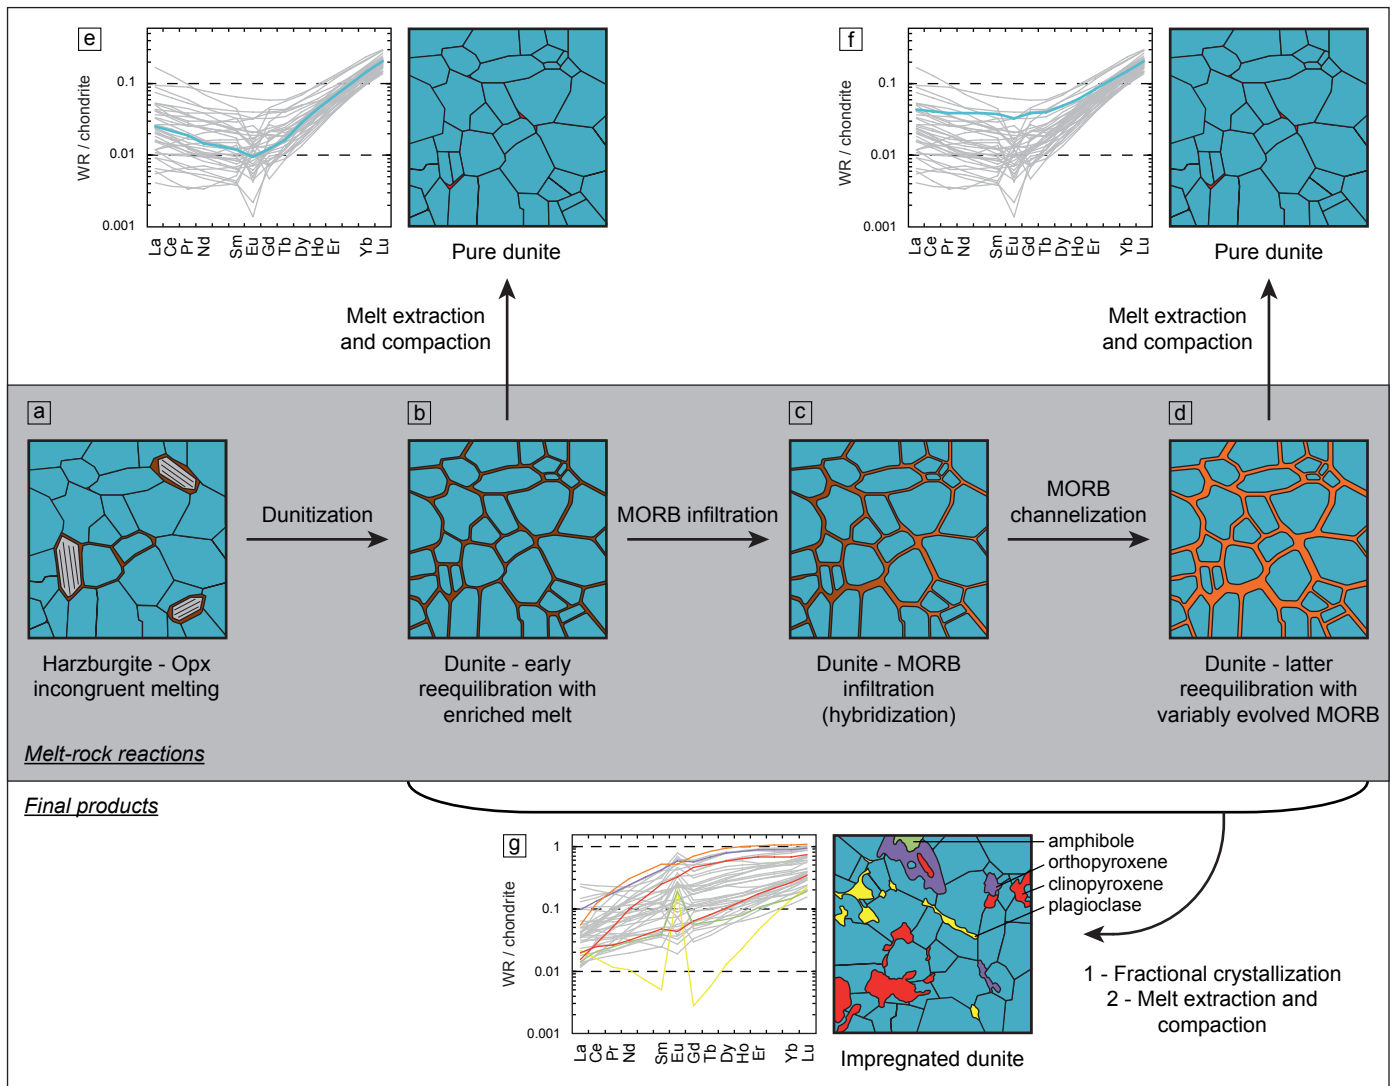 e
WR / chondrite
0.1
0.01
0.001
La Ce Pr Nd Sm Eu Gd Tb Dy Ho Er Yb Lu
Pure dunite
f
WR / chondrite
0.1
0.01
0.001
La Ce Pr Nd Sm Eu Gd Tb Dy Ho Er Yb Lu
Pure dunite
Melt extraction
and compaction
Melt extraction
and compaction
a
Harzburgite - Opx
incongruent melting
Dunitization
b
Dunite - early
reequilibration with
enriched melt
MORB infiltration
c
Dunite - MORB
infiltration
(hybridization)
MORB
channelization
d
Dunite - latter
reequilibration with
variably evolved MORB
Melt-rock reactions
Final products
g
WR / chondrite
1
0.1
0.01
0.001
La Ce Pr Nd Sm Eu Gd Tb Dy Ho Er Yb Lu
amphibole
orthopyroxene
clinopyroxene
plagioclase
Impregnated dunite
1 - Fractional crystallization
2 - Melt extraction and
compaction